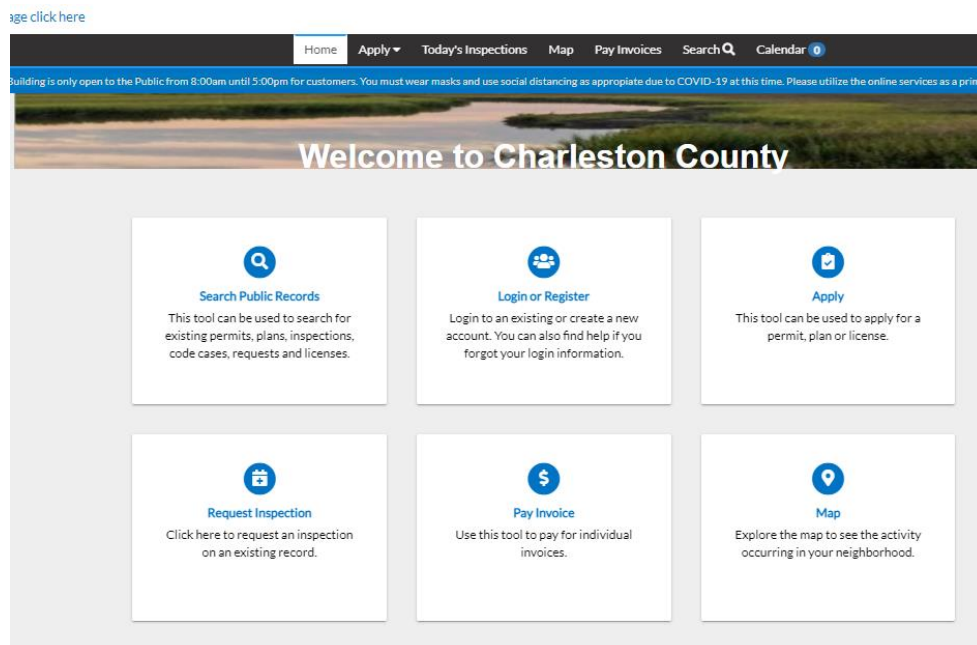 age click here
Home Apply Today's Inspections Map Pay Invoices Search Calendar 0
Building is only open to the Public from 8:00am until 5:00pm for customers. You must wear masks and use social distancing as appropiate due to COVID-19 at this time. Please utilize the online services as a prin
Welcome to Charleston County
Search Public Records
This tool can be used to search for
existing permits, plans, inspections,
code cases, requests and licenses.
Login or Register
Login to an existing or create a new
account. You can also find help if you
forgot your login information.
Apply
This tool can be used to apply for a
permit, plan or license.
Request Inspection
Click here to request an inspection
on an existing record.
Pay Invoice
Use this tool to pay for individual
invoices.
Map
Explore the map to see the activity
occurring in your neighborhood.